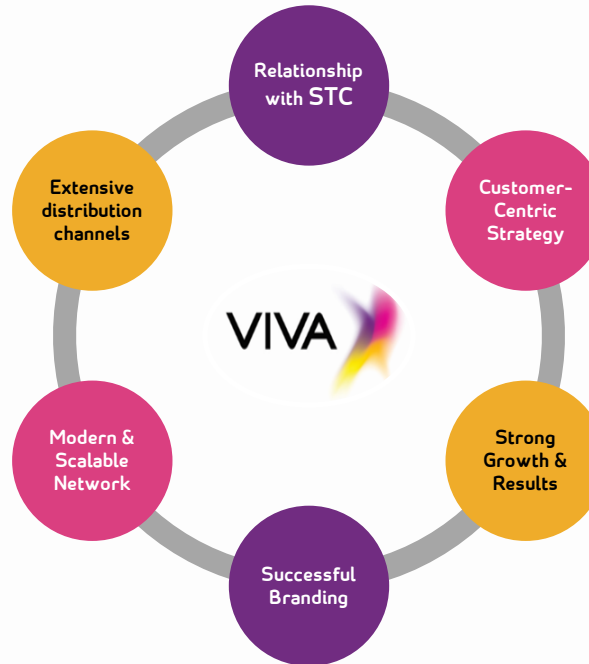 Relationship
with STC
Customer-
Centric
Strategy
Strong
Growth &
Results
Successful
Branding
Modern &
Scalable
Network
Extensive
distribution
channels
VIVA